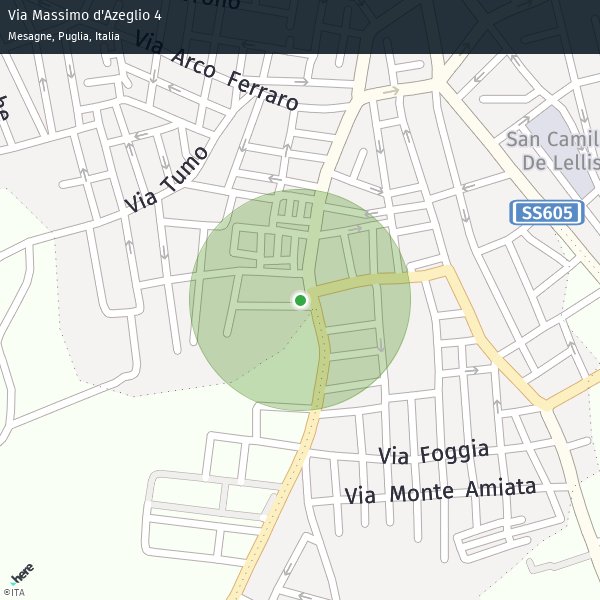 Via Massimo d'Azeglio 4
Mesagne, Puglia, Italia
Via Arco Ferraro
San Camil
De Lellis
Via Tumo
SS605
Via Foggia
Via Monte Amiata
here
©ITA